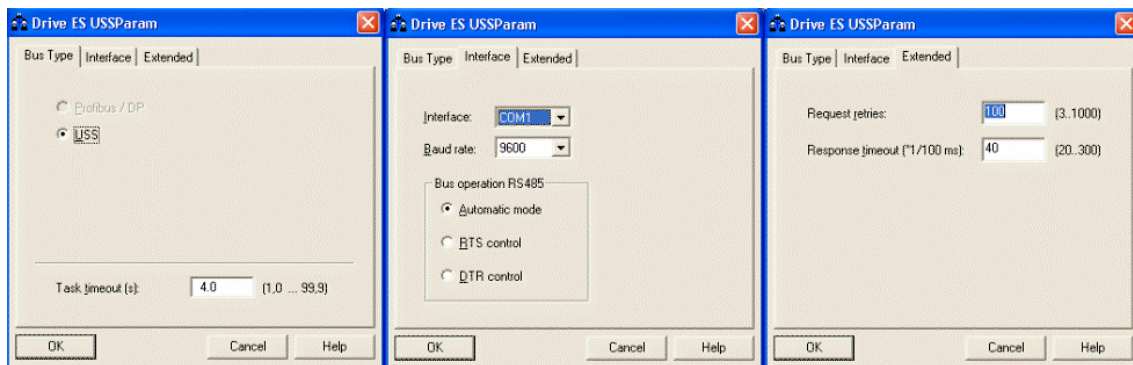 Drive ES USSParam
Bus Type Interface Extended
Profibus / DP
USS
Task timeout (s): 4.0 (1,0 ... 99,9)
OK Cancel Help
Drive ES USSParam
Bus Type Interface Extended
Interface: COM1
Baud rate: 9600
Bus operation RS485
Automatic mode
RTS control
DTR control
OK Cancel Help
Drive ES USSParam
Bus Type Interface Extended
Request retries: 100 (3..1000)
Response timeout (*1/100 ms): 40 (20..300)
OK Cancel Help